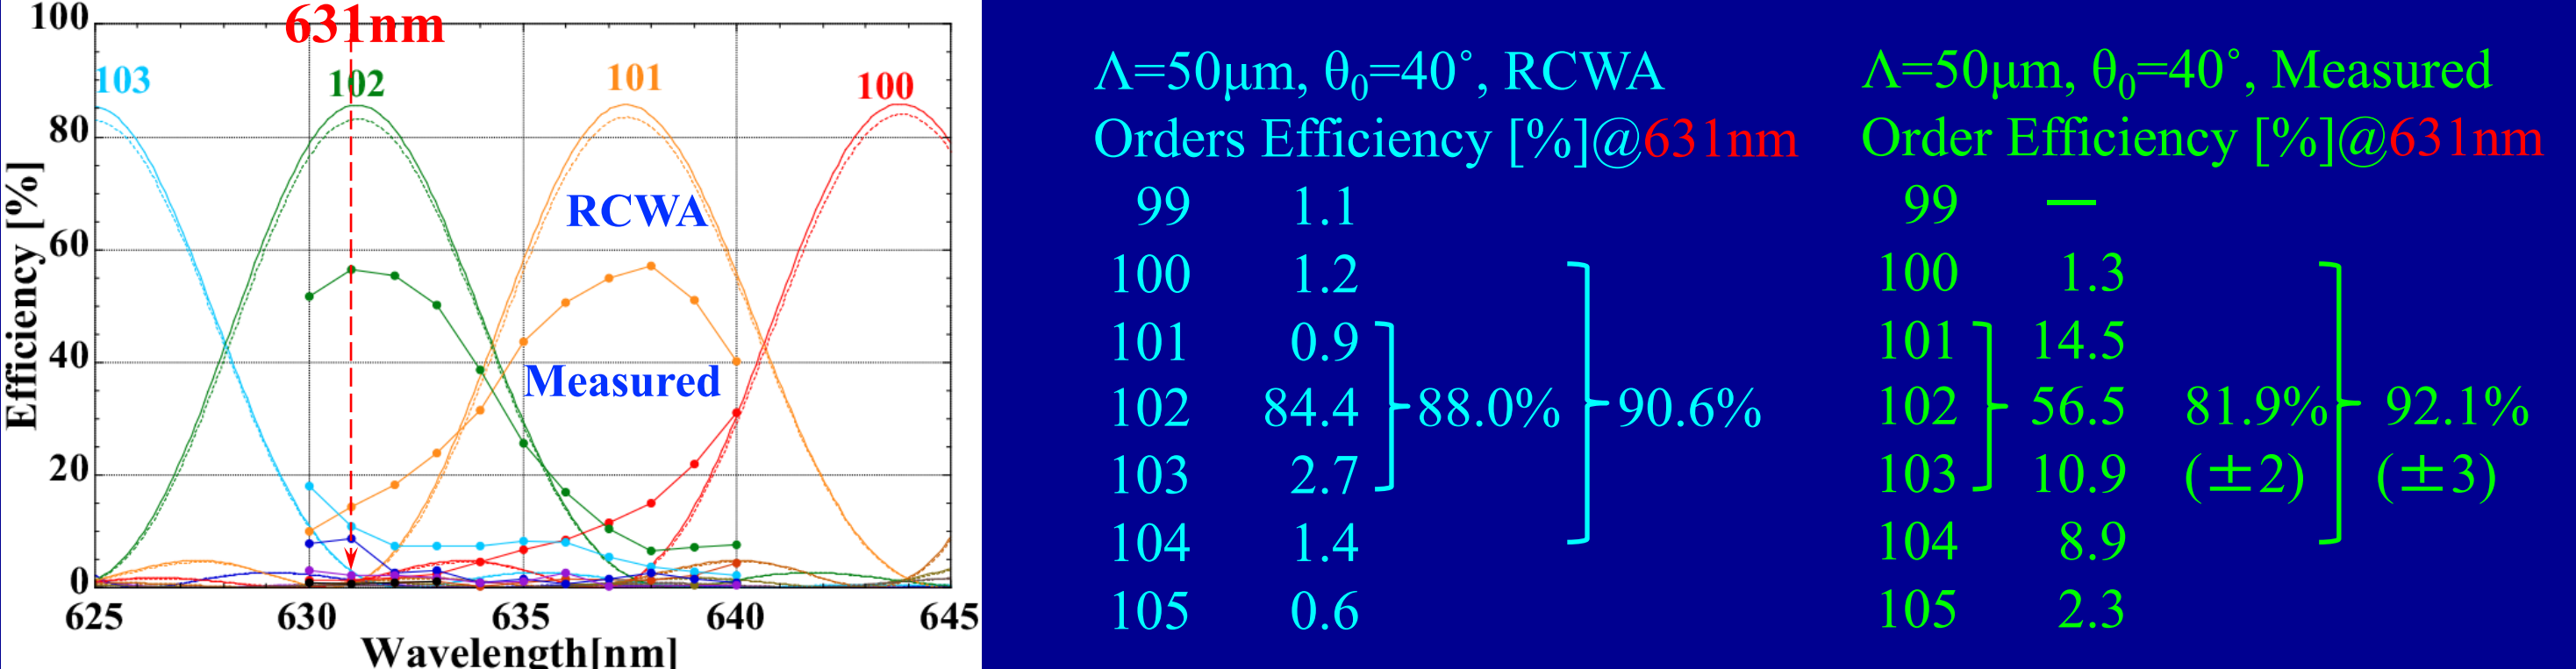 631nm
103
102
101
100
RCWA
Measured
100
80
60
40
20
0
Efficiency [%]
625
630
635
640
645
Wavelength[nm]
Λ=50μm, θ0=40˚, RCWA
Orders Efficiency [%]@631nm
99 1.1
100 1.2
101 0.9
102 84.4 88.0% 90.6%
103 2.7
104 1.4
105 0.6
Λ=50μm, θ0=40˚, Measured
Order Efficiency [%]@631nm
99 —
100 1.3
101 14.5
102 56.5 81.9% 92.1%
103 10.9 (±2) (±3)
104 8.9
105 2.3